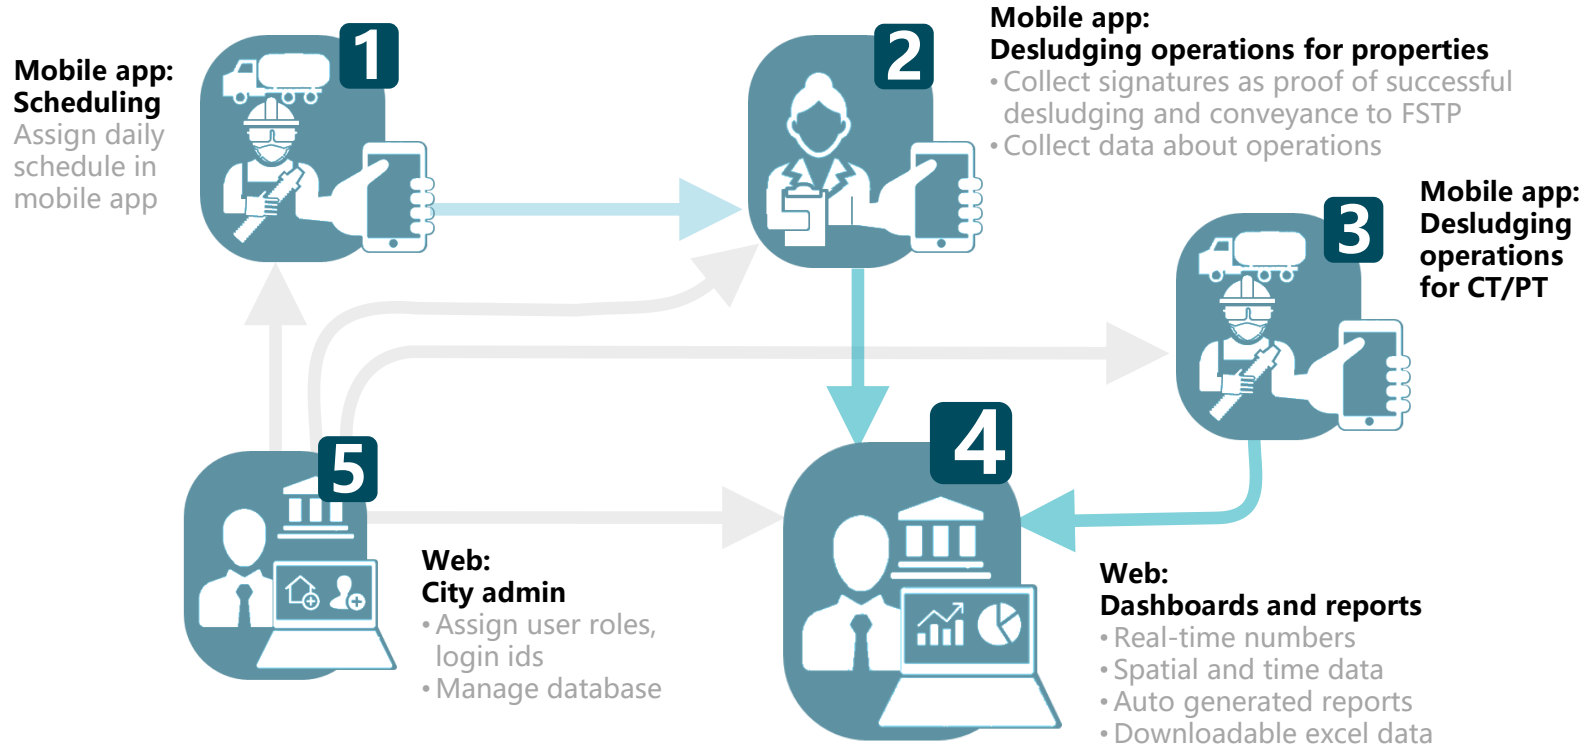 1
Mobile app:
Scheduling
Assign daily
schedule in
mobile app
2
Mobile app:
Desludging operations for properties
• Collect signatures as proof of successful
desludging and conveyance to FSTP
• Collect data about operations
3
Mobile app:
Desludging
operations
for CT/PT
4
Web:
Dashboards and reports
• Real-time numbers
• Spatial and time data
• Auto generated reports
• Downloadable excel data
5
Web:
City admin
• Assign user roles,
login ids
• Manage database